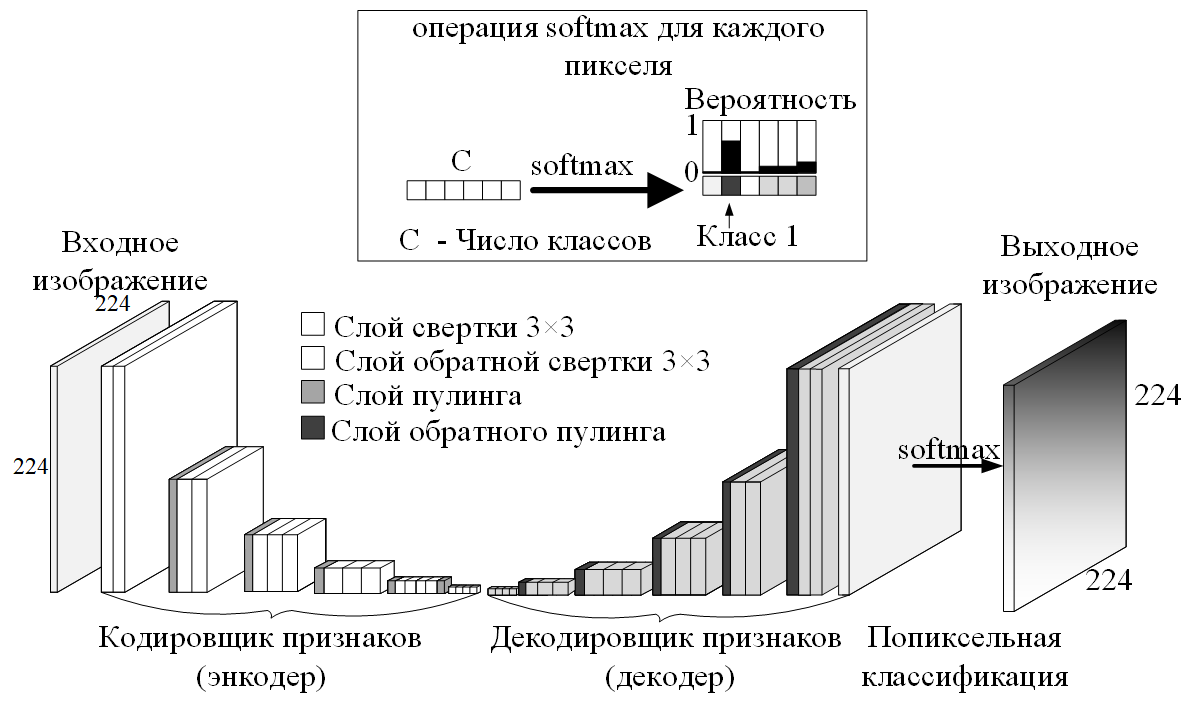 операция softmax для каждого
пикселя
Вероятность
1
0
C
softmax
C - Число классов
Класс 1
Входное
изображение
224
224
Слой свертки 3×3
Слой обратной свертки 3×3
Слой пулинга
Слой обратного пулинга
Выходное
изображение
224
softmax
224
Кодировщик признаков
(энкодер)
Декодировщик признаков
(декодер)
Попиксельная
классификация